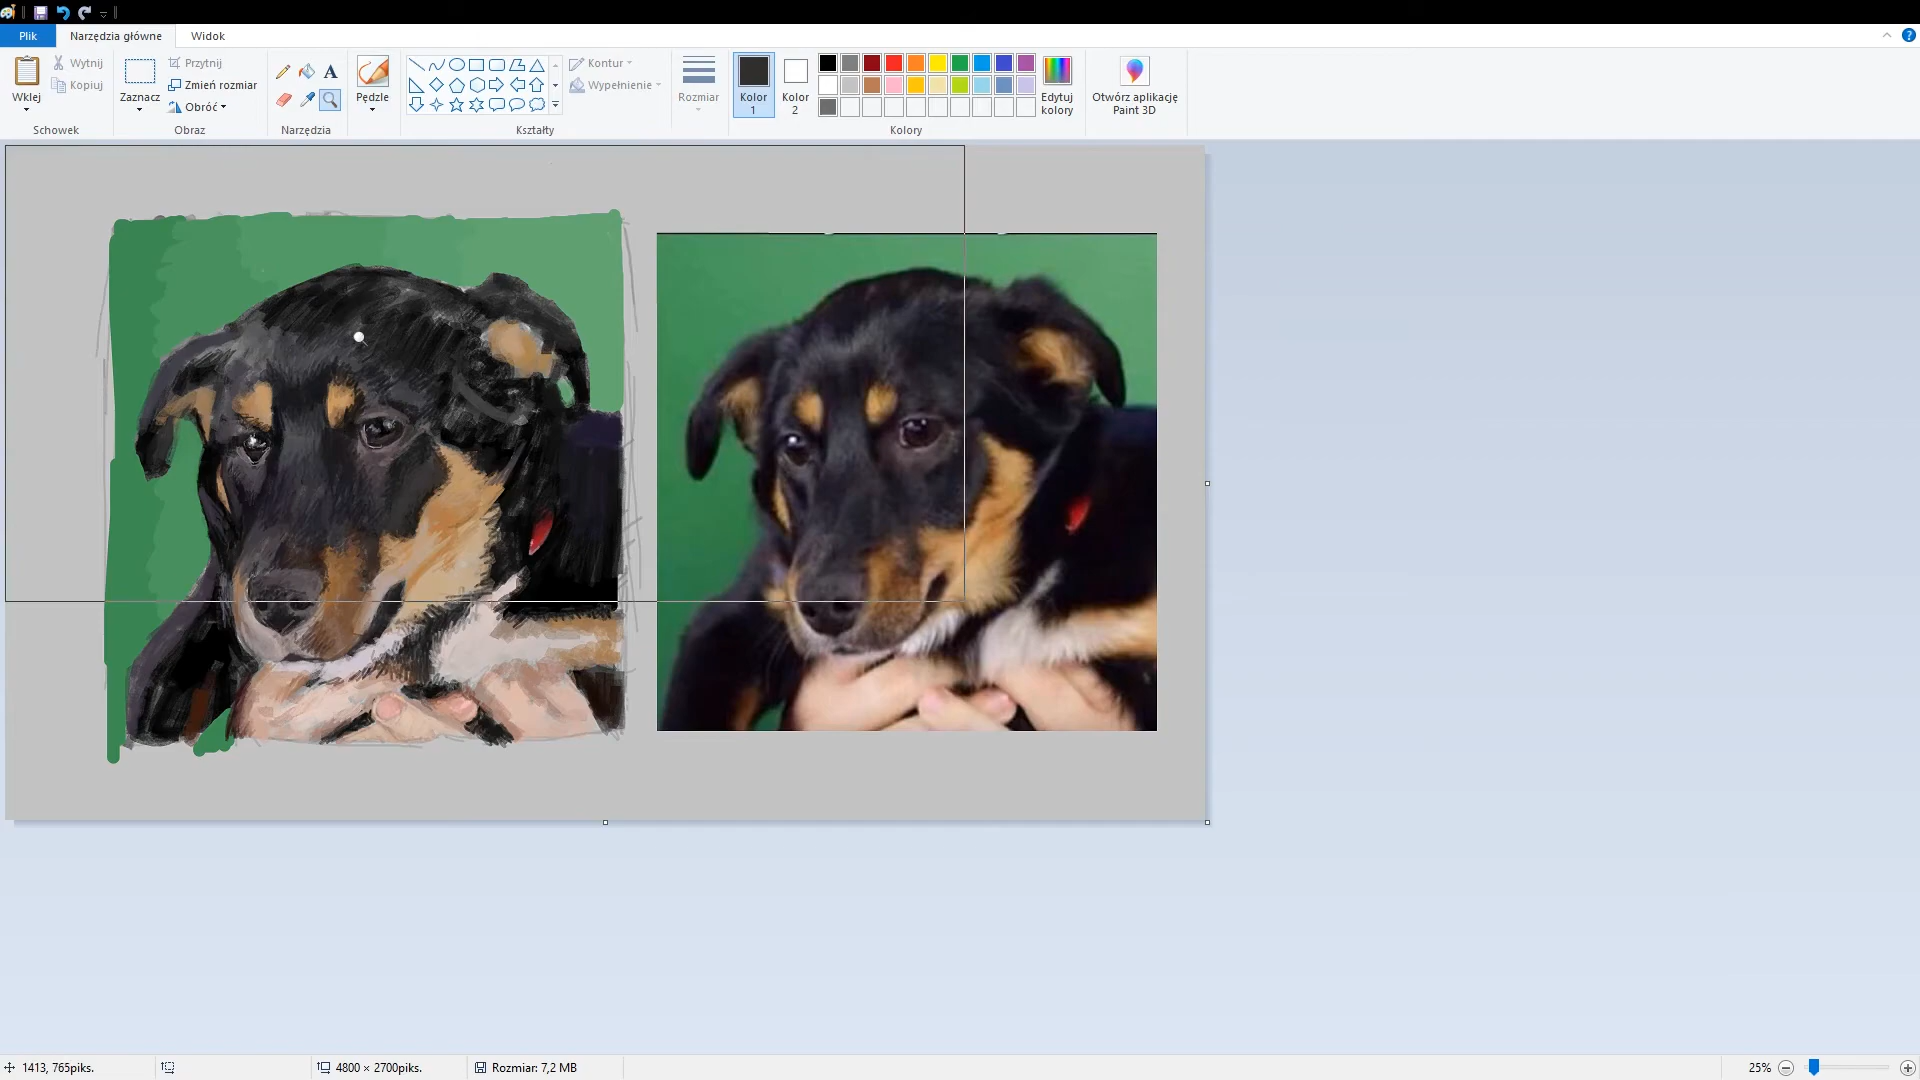 Plik Narzędzia główne Widok
Wklej
Wytnij
Kopiuj
Schowek
Zaznacz
Przytnij
Zmień rozmiar
Obróć
Obraz
A
Narzędzia
Pędzle
Kontur
Wypełnienie
Kształty
Rozmiar
Kolor
1
Kolor
2
Edytuj
kolory
Kolory
Otwórz aplikację
Paint 3D
?
1413, 765piks. 4800 × 2700piks. Rozmiar: 7,2 MB 25%